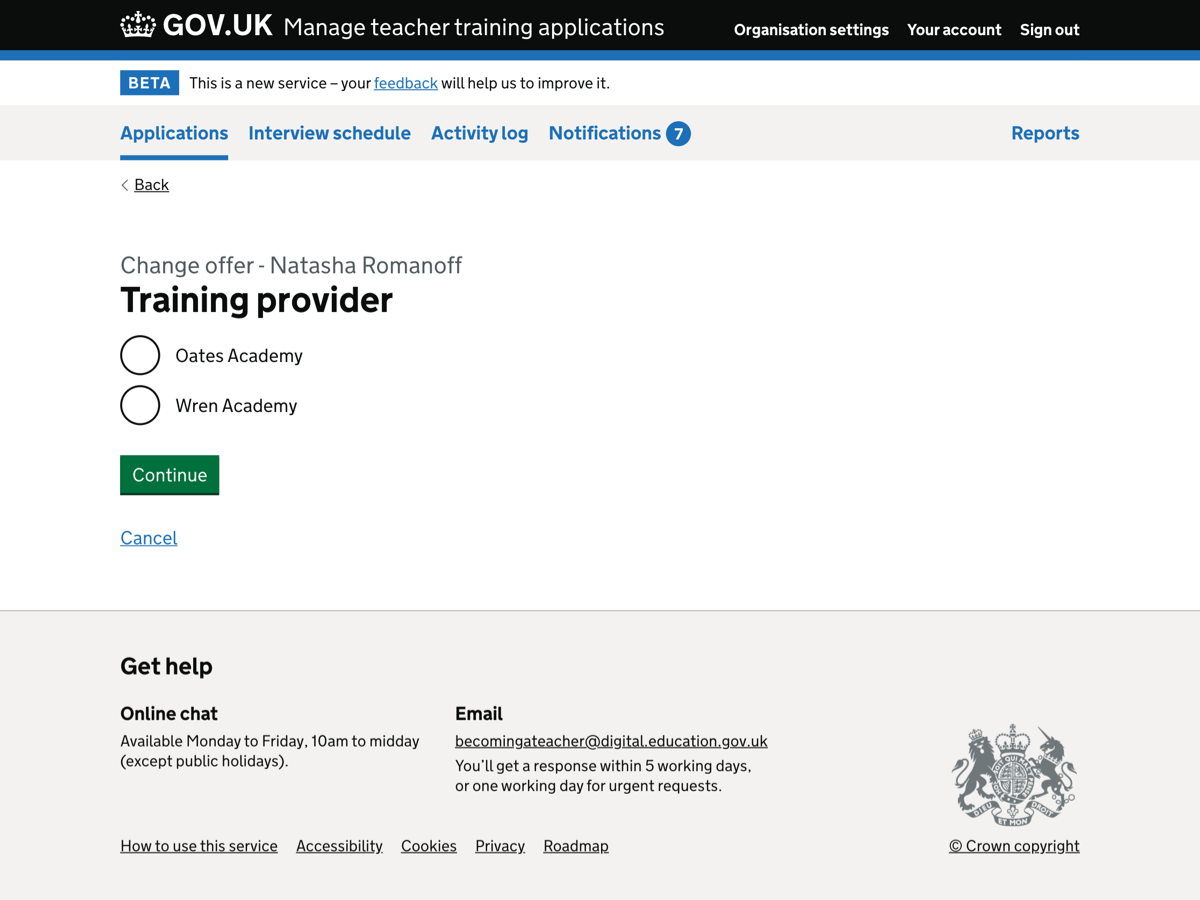 GOV.UK Manage teacher training applications
Organisation settings Your account Sign out
BETA This is a new service – your feedback will help us to improve it.
Applications Interview schedule Activity log Notifications 7 Reports
Back
Change offer - Natasha Romanoff
Training provider
Oates Academy
Wren Academy
Continue
Cancel
Get help
Online chat
Available Monday to Friday, 10am to midday
(except public holidays).
Email
becomingateacher@digital.education.gov.uk
You’ll get a response within 5 working days,
or one working day for urgent requests.
DIEU ET MON DROIT
How to use this service Accessibility Cookies Privacy Roadmap
© Crown copyright